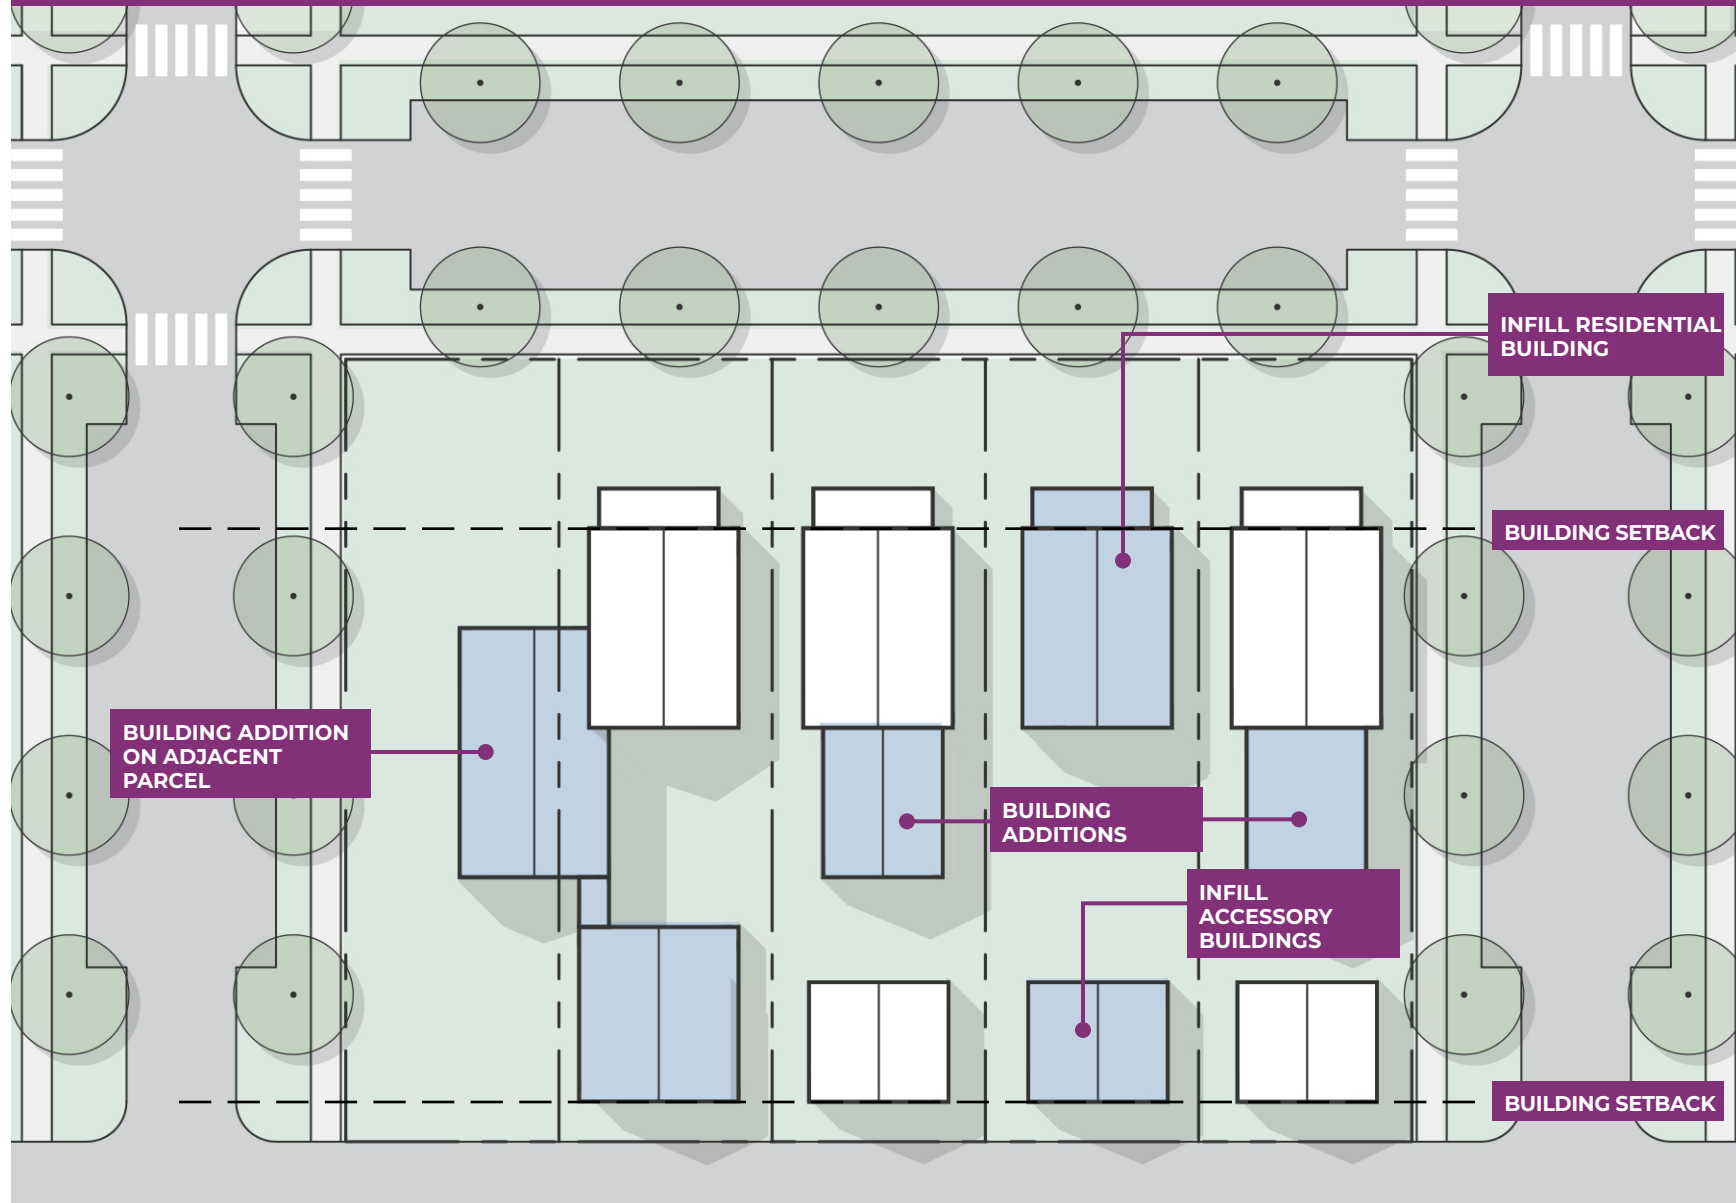 INFILL RESIDENTIAL
BUILDING
BUILDING SETBACK
BUILDING ADDITION
ON ADJACENT
PARCEL
BUILDING
ADDITIONS
INFILL
ACCESSORY
BUILDINGS
BUILDING SETBACK